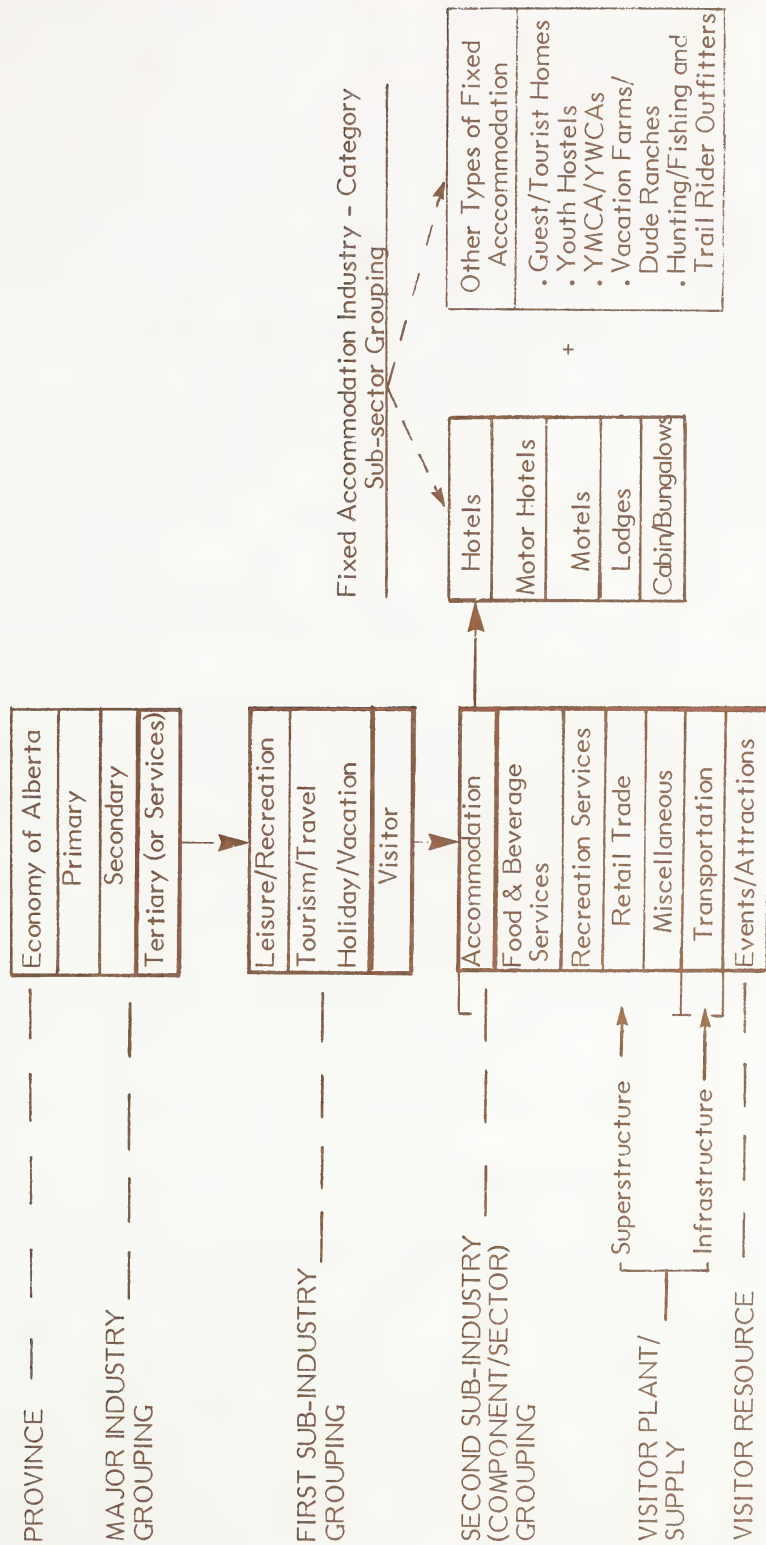 PROVINCE
Economy of Alberta
MAJOR INDUSTRY
GROUPING
Primary
Secondary
Tertiary (or Services)
FIRST SUB-INDUSTRY
GROUPING
Leisure/Recreation
Tourism/Travel
Holiday/Vacation
Visitor
SECOND SUB-INDUSTRY
(COMPONENT/SECTOR)
GROUPING
Accommodation
Food & Beverage
Services
Recreation Services
Retail Trade
Miscellaneous
Transportation
Events/Attractions
VISITOR PLANT/
SUPPLY
Superstructure
Infrastructure
VISITOR RESOURCE
Fixed Accommodation Industry - Category
Sub-sector Grouping
Hotels
Motor Hotels
Motels
Lodges
Cabin/Bungalows
+
Other Types of Fixed
Acccommodation
· Guest/Tourist Homes
· Youth Hostels
· YMCA/YWCAs
· Vacation Farms/
Dude Ranches
· Hunting/Fishing and
Trail Rider Outfitters